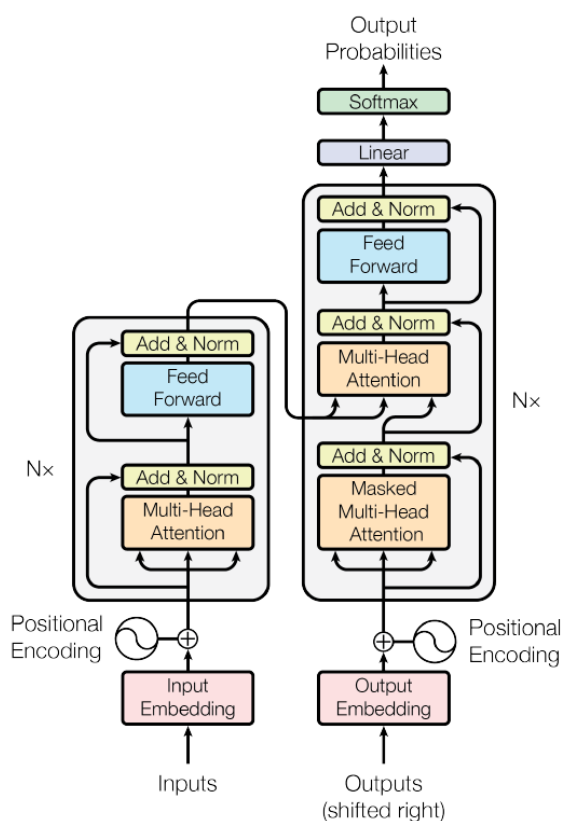 Output
Probabilities
Softmax
Linear
Add & Norm
Feed
Forward
Add & Norm
Multi-Head
Attention
Add & Norm
Masked
Multi-Head
Attention
N×
Add & Norm
Feed
Forward
Add & Norm
Multi-Head
Attention
N×
Positional
Encoding
Positional
Encoding
Input
Embedding
Output
Embedding
Inputs
Outputs
(shifted right)